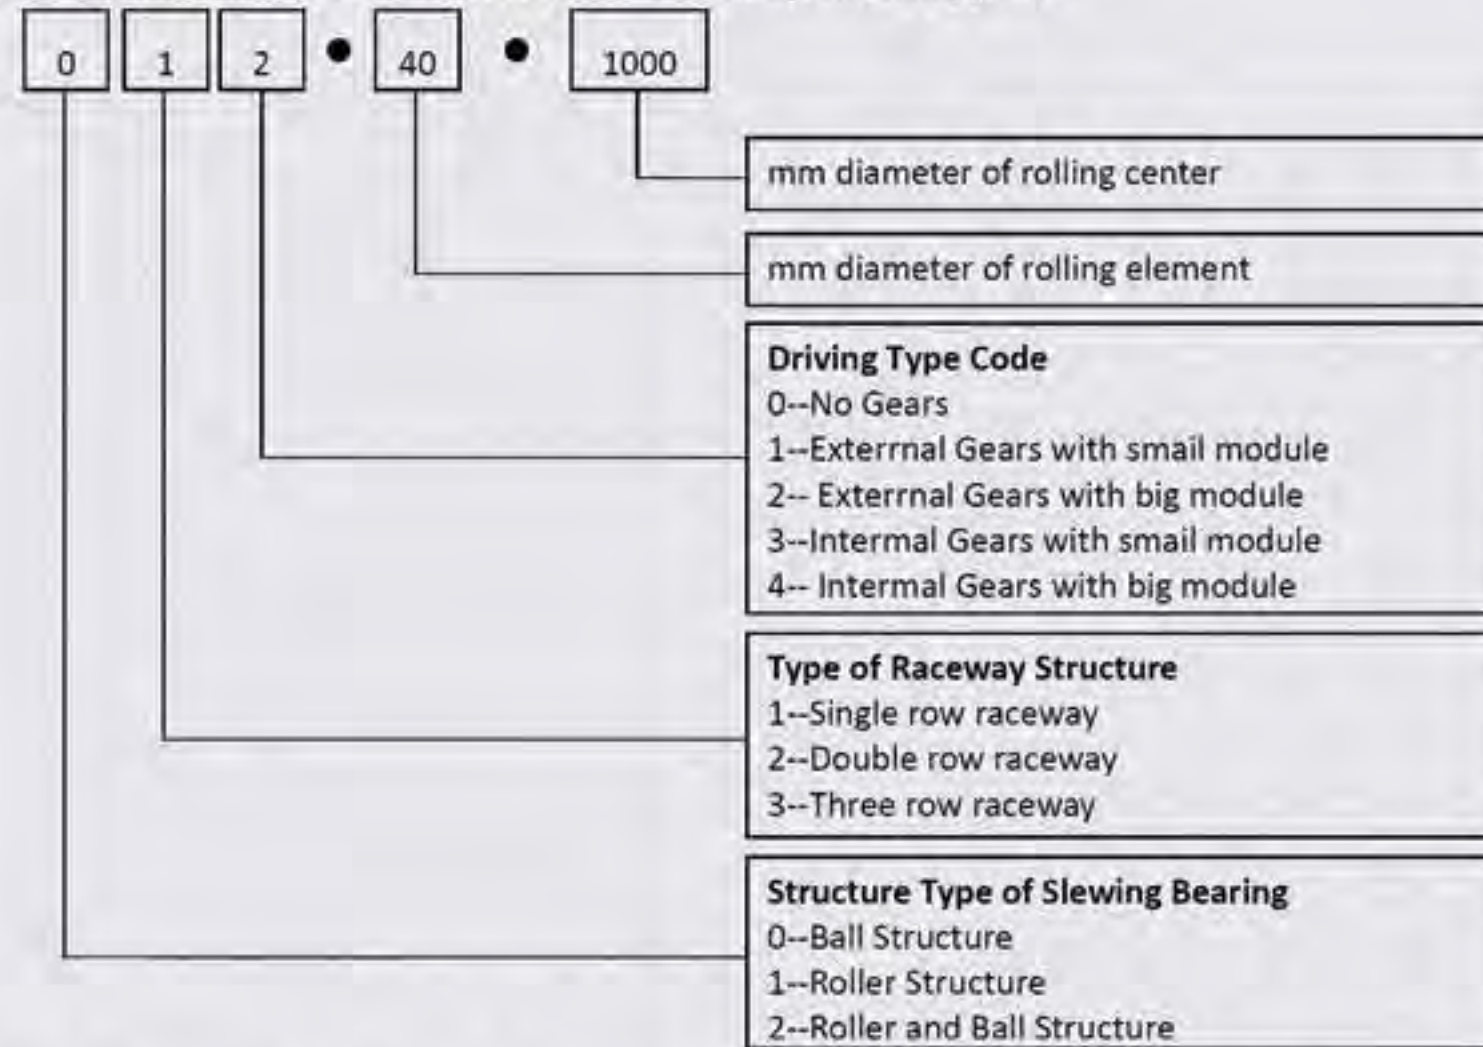 0 1 2 • 40 • 1000
mm diameter of rolling center
mm diameter of rolling element
Driving Type Code
0--No Gears
1--Exterrnal Gears with smail module
2-- Exterrnal Gears with big module
3--Intermal Gears with smail module
4-- Intermal Gears with big module
Type of Raceway Structure
1--Single row raceway
2--Double row raceway
3--Three row raceway
Structure Type of Slewing Bearing
0--Ball Structure
1--Roller Structure
2--Roller and Ball Structure